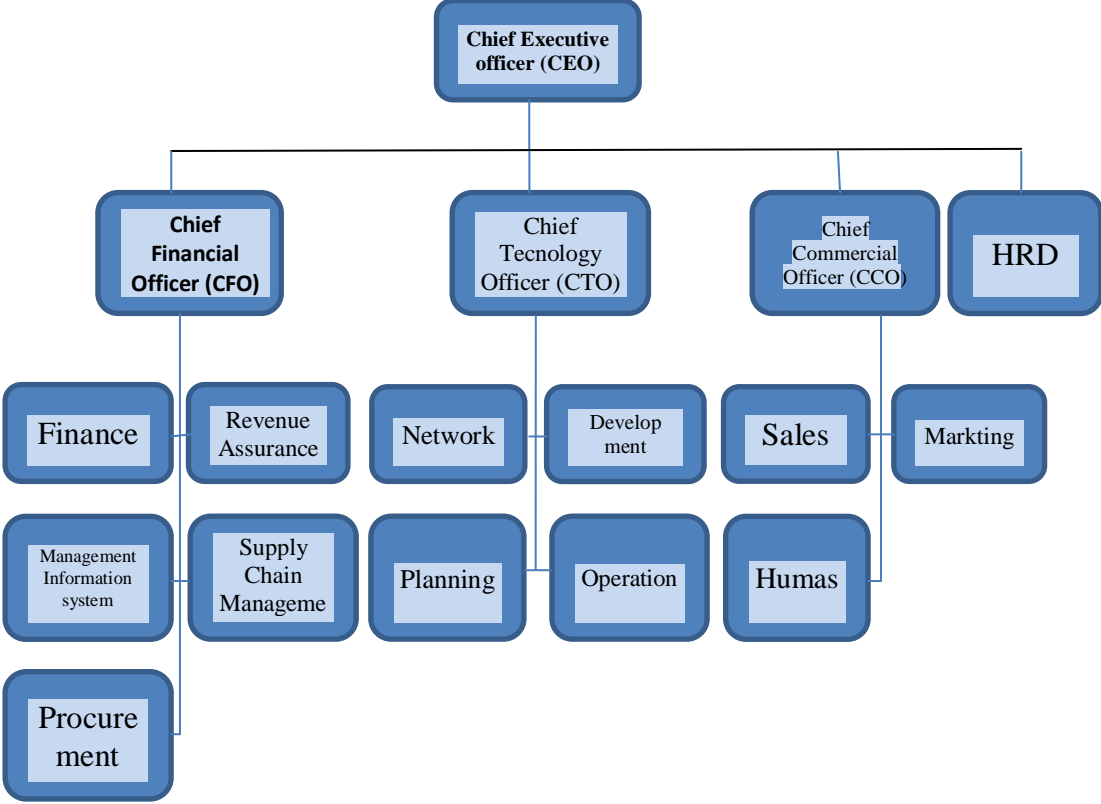 Chief Executive
officer (CEO)
Chief
Financial
Officer (CFO)
Chief
Tecnology
Officer (CTO)
Chief
Commercial
Officer (CCO)
HRD
Finance
Revenue
Assurance
Network
Develop
ment
Sales
Markting
Management
Information
system
Supply
Chain
Manageme
Planning
Operation
Humas
Procure
ment